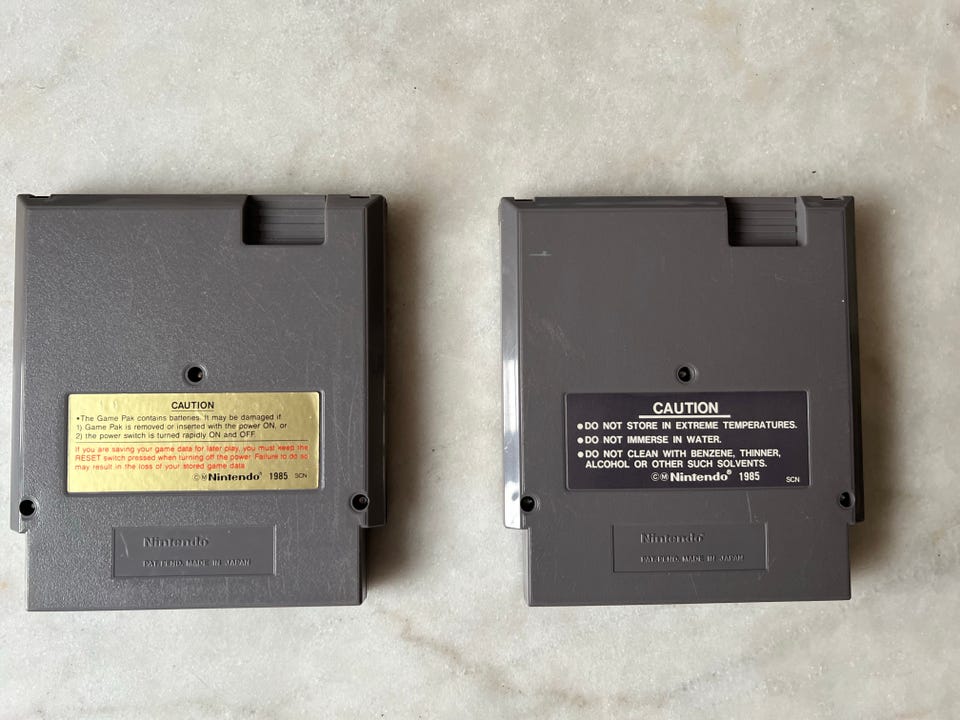 CAUTION
•The Game Pak contains batteries. It may be damaged if
1) Game Pak is removed or inserted with the power ON, or
2) the power switch is turned rapidly ON and OFF
If you are saving your game data for later play, you must keep the
RESET switch pressed when turning off the power. Failure to do so
may result in the loss of your stored game data
©Ⓜ Nintendo® 1985 SCN
Nintendo®
PAT. PEND. MADE IN JAPAN
CAUTION
●DO NOT STORE IN EXTREME TEMPERATURES.
●DO NOT IMMERSE IN WATER.
●DO NOT CLEAN WITH BENZENE, THINNER,
ALCOHOL OR OTHER SUCH SOLVENTS.
©Ⓜ Nintendo® 1985 SCN
Nintendo®
PAT. PEND. MADE IN JAPAN